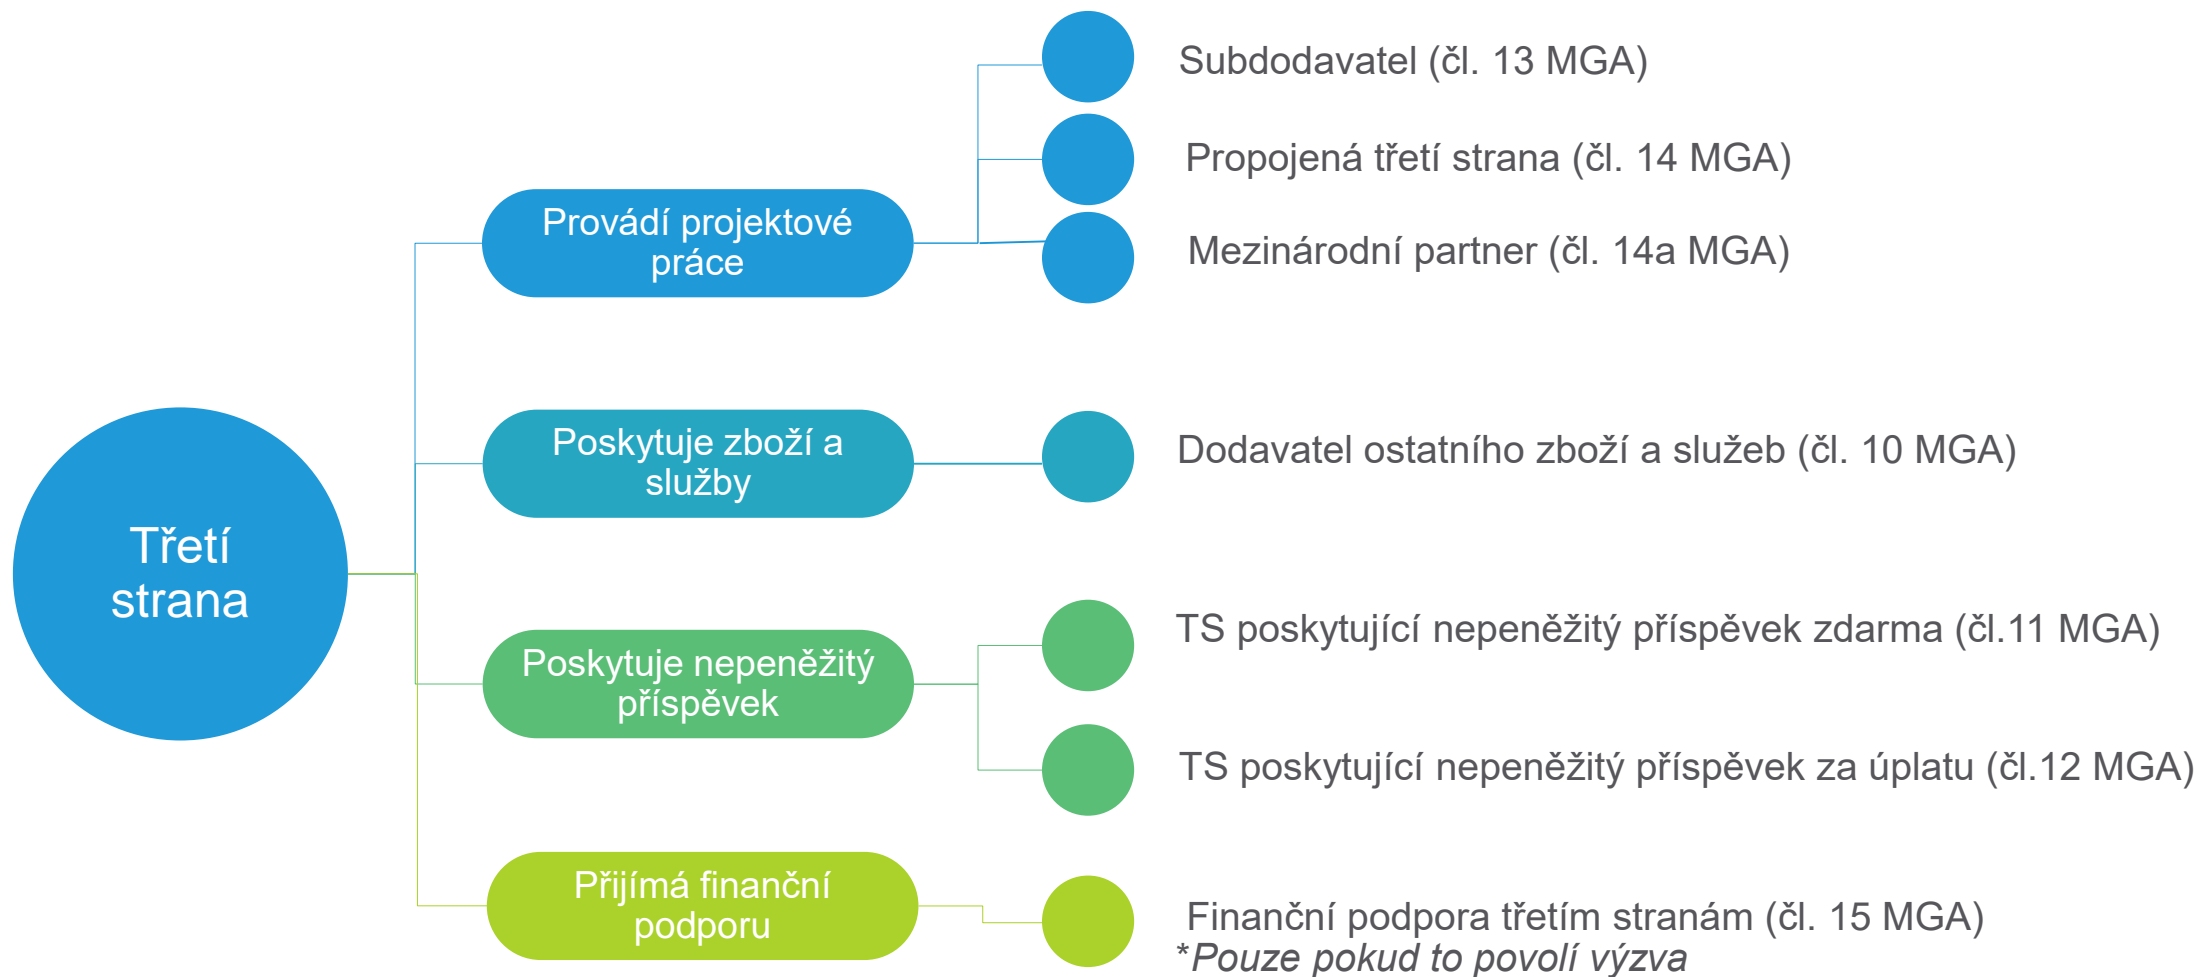 Třetí
strana
Provádí projektové
práce
Subdodavatel (čl. 13 MGA)
Propojená třetí strana (čl. 14 MGA)
Mezinárodní partner (čl. 14a MGA)
Poskytuje zboží a
služby
Dodavatel ostatního zboží a služeb (čl. 10 MGA)
Poskytuje nepeněžitý
příspěvek
TS poskytující nepeněžitý příspěvek zdarma (čl.11 MGA)
TS poskytující nepeněžitý příspěvek za úplatu (čl.12 MGA)
Přijímá finanční
podporu
Finanční podpora třetím stranám (čl. 15 MGA)
*Pouze pokud to povolí výzva